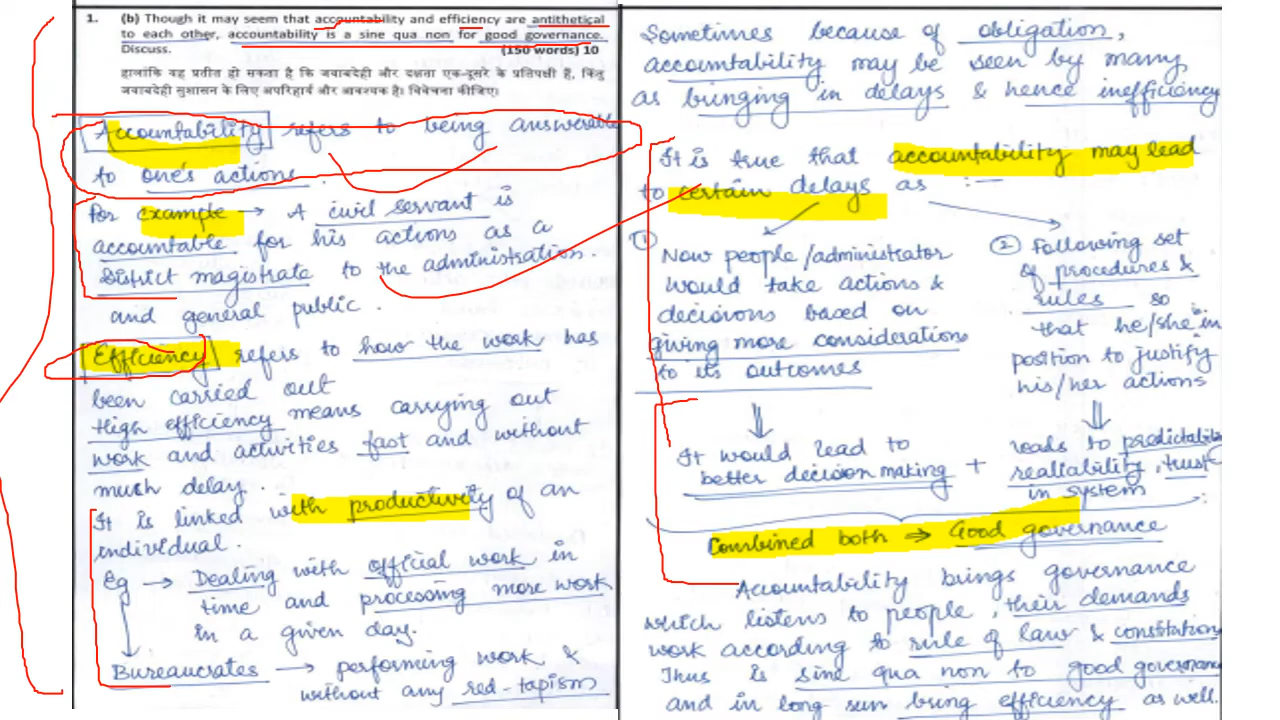 1. (b) Though it may seem that accountability and efficiency are antithetical
to each other, accountability is a sine qua non for good governance.
Discuss. (150 words) 10
हालांकि यह प्रतीत हो सकता है कि जवाबदेही और दक्षता एक-दूसरे के प्रतिपक्षी हैं, किंतु
जवाबदेही सुशासन के लिए अपरिहार्य और आवश्यक है। विवेचना कीजिए।
Accountability refers to being answerable
to one's actions.
For example → A civil servant is
accountable for his actions as a
District magistrate to the administration.
and general public.
Efficiency refers to how the work has
been carried out
High efficiency means carrying out
work and activities fast and without
much delay.
It is linked with productivity of an
individual.
Eg → Dealing with official work in
time and processing more work
in a given day.
Bureaucrates → performing work &
without any red-tapism
Sometimes because of obligation,
accountability may be seen by many,
as bringing in delays & hence inefficiency
It is true that accountability may lead
to certain delays as :—
① Now people/administrator
would take actions &
decisions based on
giving more considerations
to its outcomes
⇓
It would lead to
better decision making +
② Following set
of procedures &
rules so
that he/she in
position to justify
his/her actions
⇓
leads to predictabili
realiability, trust
in system
Combined both ⇒ Good governance
Accountability brings governance
which listens to people, their demands
work according to rule of law & constitution
Thus is sine qua non to good governance
and in long run bring efficiency as well.